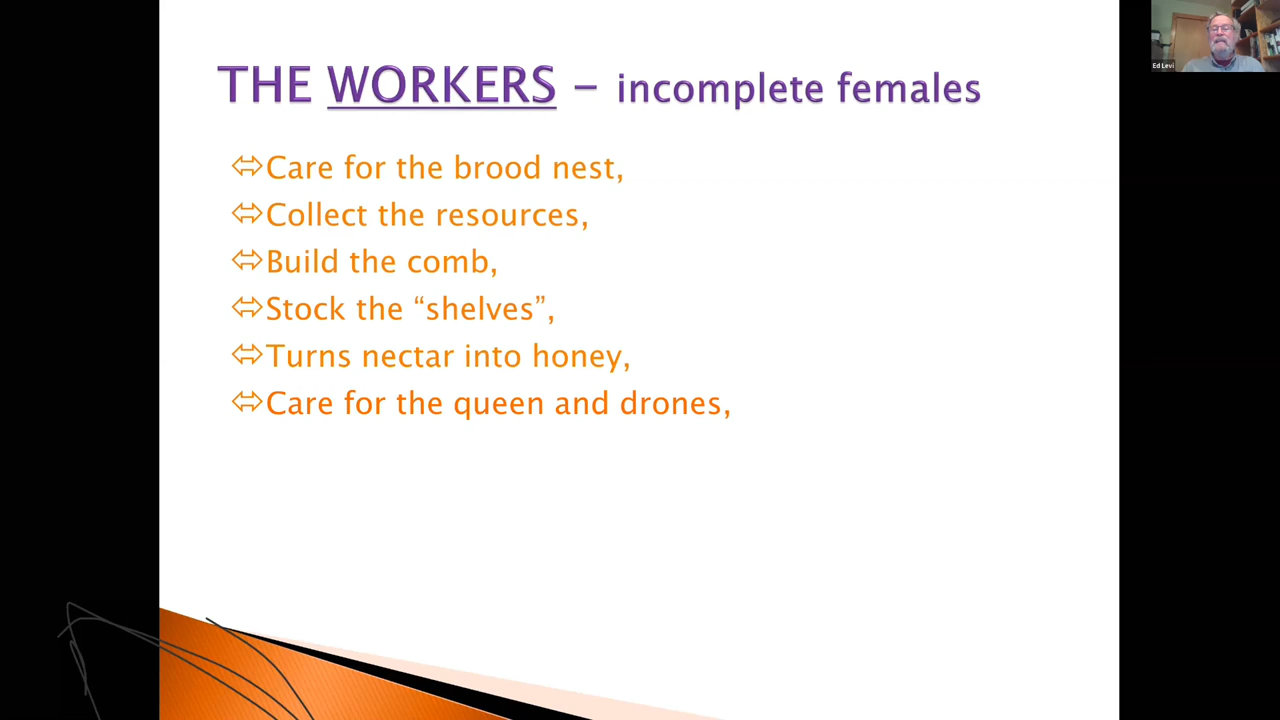 THE WORKERS – incomplete females
⬄Care for the brood nest,
⬄Collect the resources,
⬄Build the comb,
⬄Stock the “shelves”,
⬄Turns nectar into honey,
⬄Care for the queen and drones,
Ed Levi